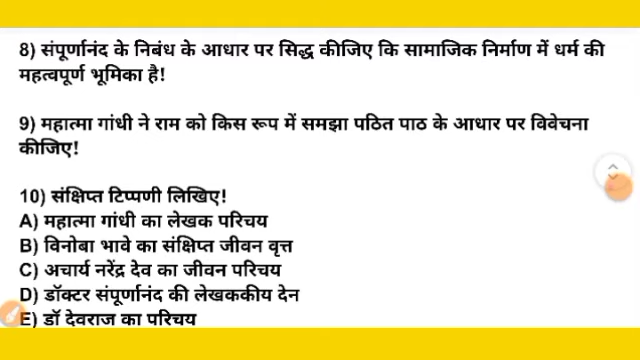 8) संपूर्णानंद के निबंध के आधार पर सिद्ध कीजिए कि सामाजिक निर्माण में धर्म की
महत्वपूर्ण भूमिका है!
9) महात्मा गांधी ने राम को किस रूप में समझा पठित पाठ के आधार पर विवेचना
कीजिए!
10) संक्षिप्त टिप्पणी लिखिए!
A) महात्मा गांधी का लेखक परिचय
B) विनोबा भावे का संक्षिप्त जीवन वृत्त
C) अचार्य नरेंद्र देव का जीवन परिचय
D) डॉक्टर संपूर्णानंद की लेखककीय देन
E) डॉ देवराज का परिचय